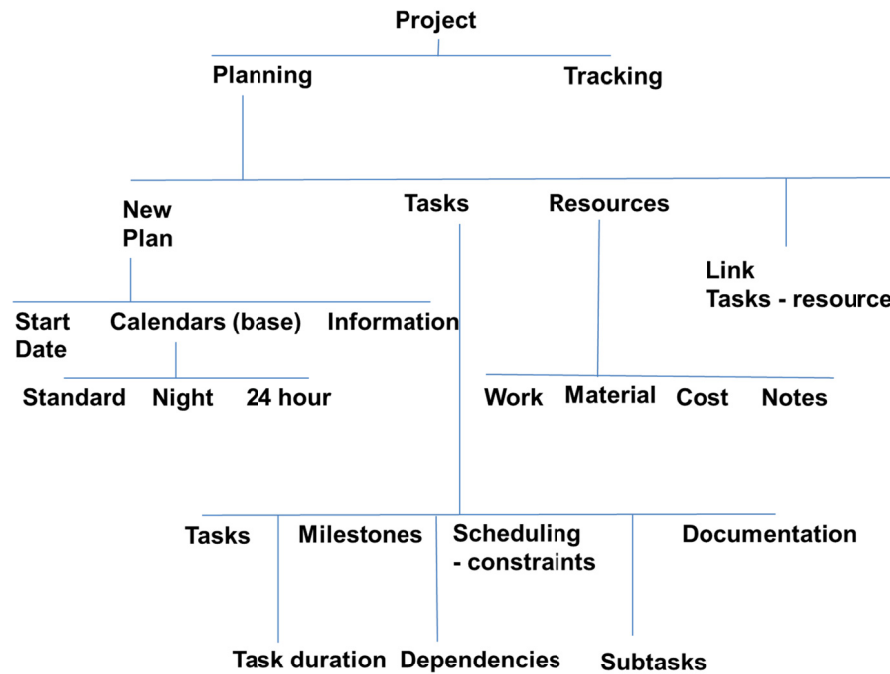 Project
Planning
Tracking
New
Plan
Tasks
Resources
Link
Tasks - resource
Start
Date
Calendars (base)
Information
Standard
Night
24 hour
Work
Material
Cost
Notes
Tasks
Milestones
Scheduling
- constraints
Documentation
Task duration
Dependencies
Subtasks